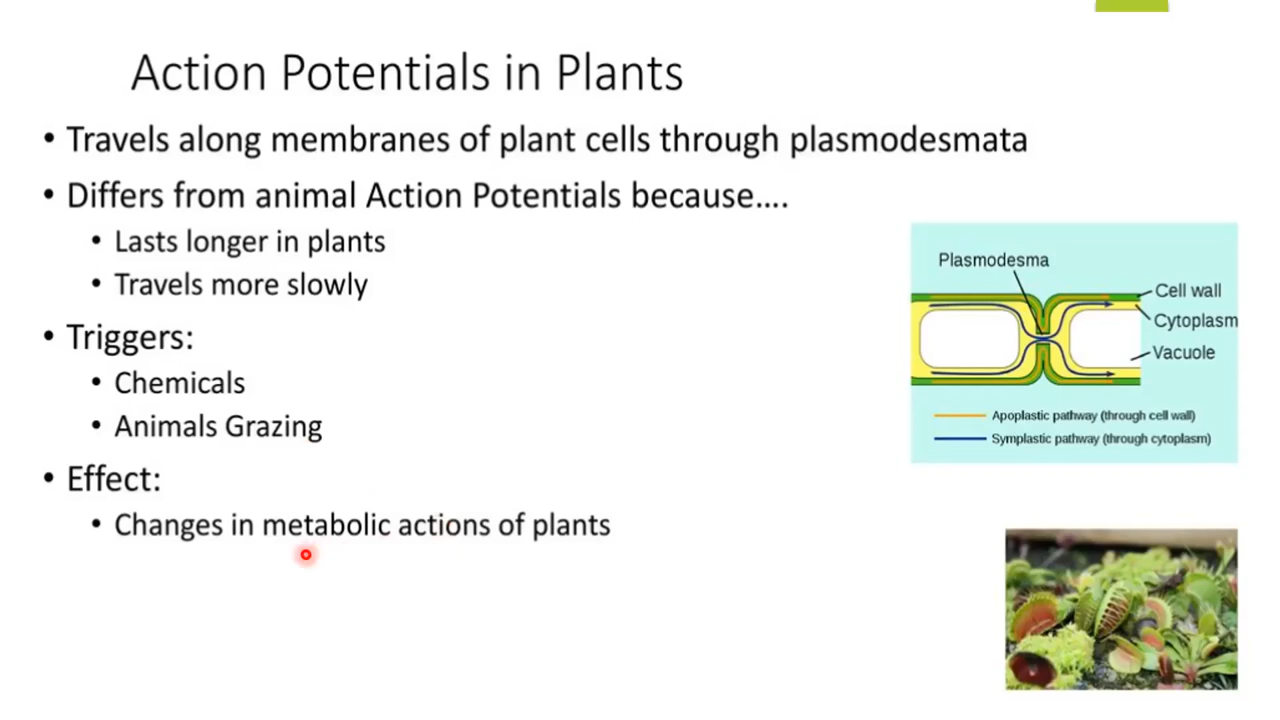 Action Potentials in Plants
• Travels along membranes of plant cells through plasmodesmata
• Differs from animal Action Potentials because....
• Lasts longer in plants
• Travels more slowly
• Triggers:
• Chemicals
• Animals Grazing
• Effect:
• Changes in metabolic actions of plants
Plasmodesma
Cell wall
Cytoplasm
Vacuole
Apoplastic pathway (through cell wall)
Symplastic pathway (through cytoplasm)